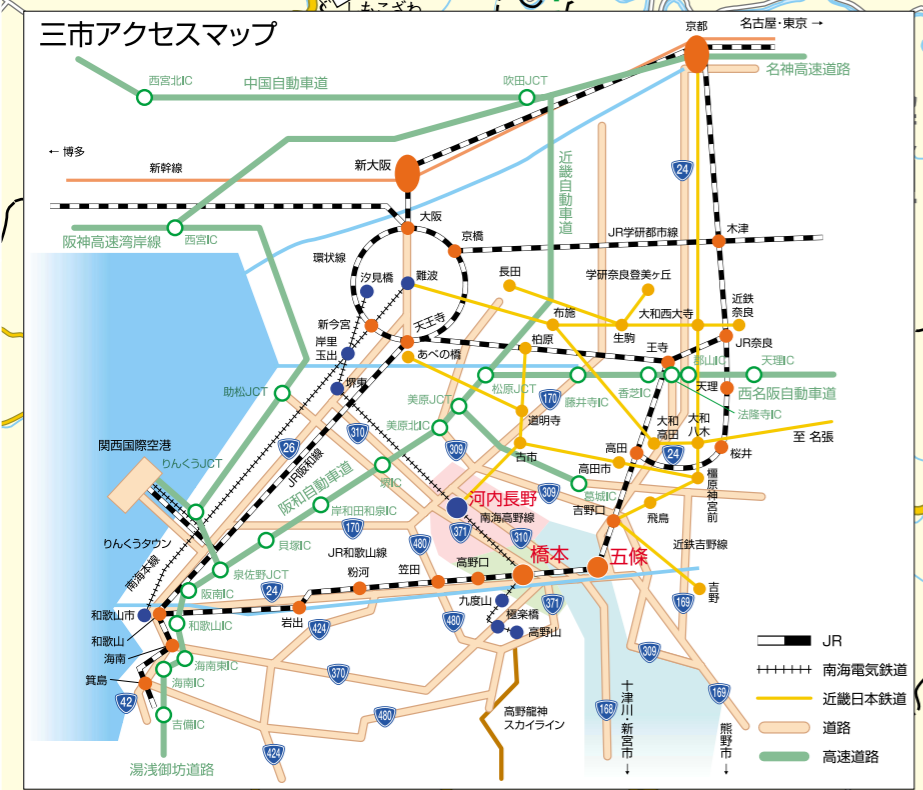 もこざわ
三市アクセスマップ
京都
名古屋・東京 →
西宮北IC
中国自動車道
吹田JCT
名神高速道路
← 博多
新幹線
新大阪
近畿自動車道
24
大阪
京橋
JR学研都市線
木津
阪神高速湾岸線
西宮IC
環状線
汐見橋
難波
長田
学研奈良登美ヶ丘
新今宮
天王寺
布施
生駒
大和西大寺
近鉄
奈良
岸里
玉出
あべの橋
柏原
王寺
郡山IC
JR奈良
天理IC
堺東
助松JCT
松原JCT
藤井寺IC
香芝IC
天理
西名阪自動車道
法隆寺IC
美原JCT
170
美原北IC
道明寺
310
26
309
古市
大和
高田
大和
八木
高田
24
桜井
至 名張
関西国際空港
りんくうJCT
JR阪和線
阪和自動車道
堺IC
高田市
葛城IC
橿原神宮前
309
河内長野
吉野口
飛鳥
岸和田和泉IC
371
南海高野線
310
りんくうタウン
170
貝塚IC
480
近鉄吉野線
南海本線
泉佐野JCT
JR和歌山線
橋本
五條
阪南IC
24
粉河
笠田
高野口
吉野
和歌山市
岩出
九度山
371
169
和歌山IC
424
480
極楽橋
高野山
和歌山
海南
海南東IC
309
箕島
海南IC
370
42
吉備IC
480
高野龍神
スカイライン
168
十津川・新宮市→
169
熊野市→
424
湯浅御坊道路
JR
南海電気鉄道
近畿日本鉄道
道路
高速道路